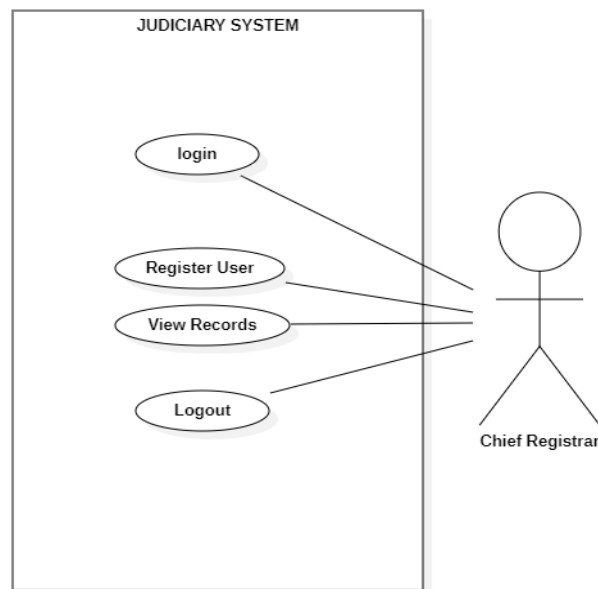 JUDICIARY SYSTEM
login
Register User
View Records
Logout
Chief Registrar